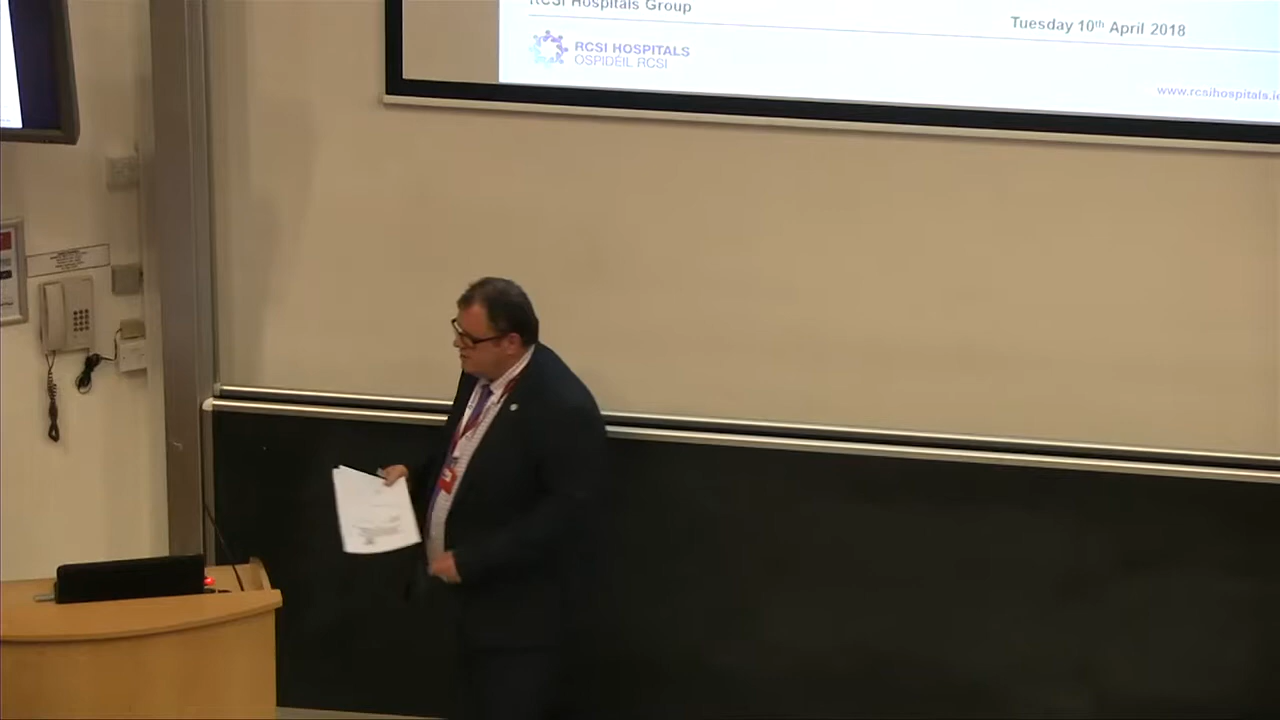 RCSI Hospitals Group
Tuesday 10th April 2018
RCSI HOSPITALS
OSPIDÉIL RCSI
www.rcsihospitals.ie